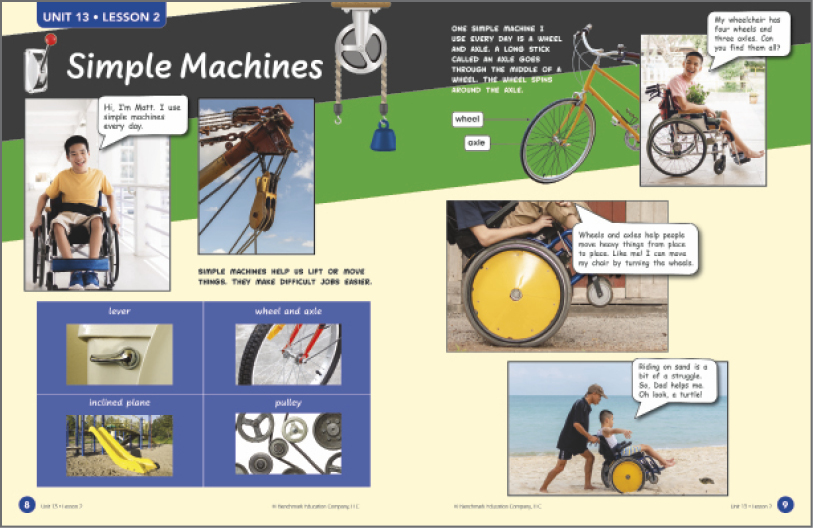 UNIT 13 • LESSON 2
Simple Machines
Hi, I'm Matt. I use
simple machines
every day.
SIMPLE MACHINES HELP US LIFT OR MOVE
THINGS. THEY MAKE DIFFICULT JOBS EASIER.
lever
wheel and axle
inclined plane
pulley
8
Unit 13 • Lesson
© Benchmark Education Company, LLC
ONE SIMPLE MACHINE I
USE EVERY DAY IS A WHEEL
AND AXLE. A LONG STICK
CALLED AN AXLE GOES
THROUGH THE MIDDLE OF A
WHEEL. THE WHEEL SPINS
AROUND THE AXLE.
wheel
axle
My wheelchair has
four wheels and
three axles. Can
you find them all?
Wheels and axles help people
move heavy things from place
to place. Like me! I can move
my chair by turning the wheels.
Riding on sand is a
bit of a struggle.
So, Dad helps me.
Oh look, a turtle!
© Benchmark Education Company, LLC
Unit 13 • Lesson
9